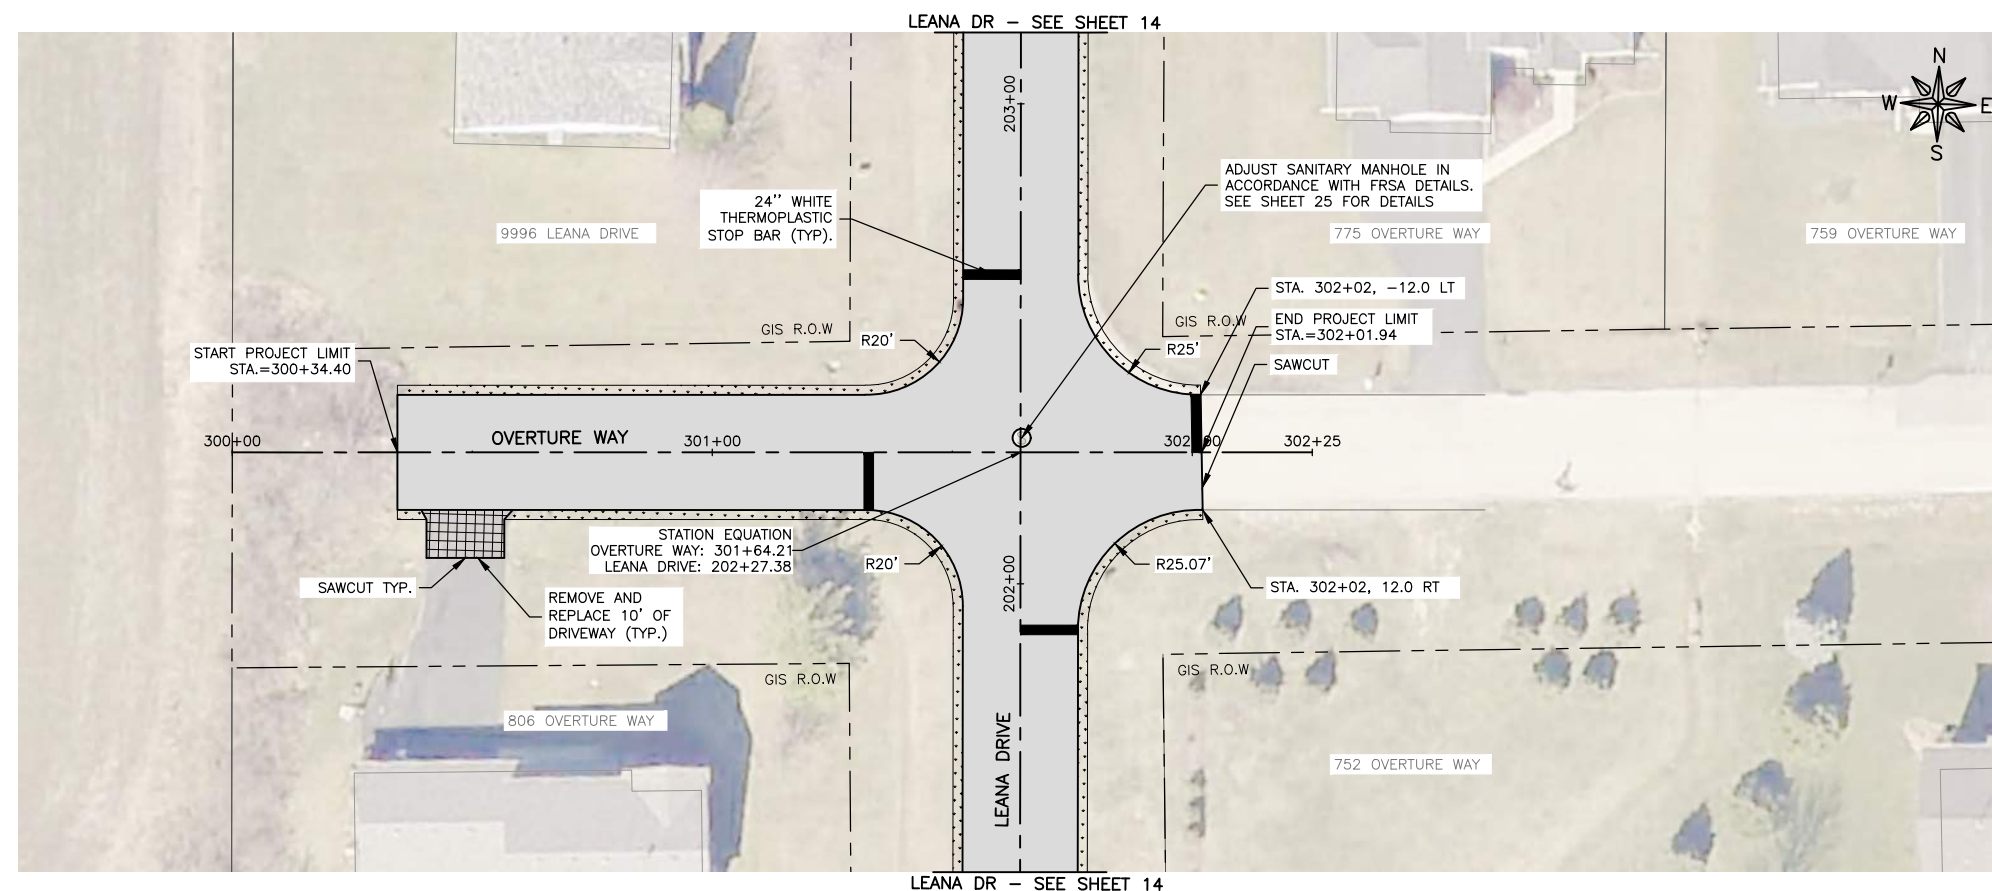 LEANA DR – SEE SHEET 14
N
W E
S
203+00
ADJUST SANITARY MANHOLE IN
ACCORDANCE WITH FRSA DETAILS.
SEE SHEET 25 FOR DETAILS
24'' WHITE
THERMOPLASTIC
STOP BAR (TYP).
9996 LEANA DRIVE
775 OVERTURE WAY
759 OVERTURE WAY
STA. 302+02, -12.0 LT
GIS R.O.W
GIS R.O.W
END PROJECT LIMIT
STA.=302+01.94
R20'
R25'
START PROJECT LIMIT
STA.=300+34.40
SAWCUT
300+00
OVERTURE WAY
301+00
302+00
302+25
STATION EQUATION
OVERTURE WAY: 301+64.21
LEANA DRIVE: 202+27.38
R20'
R25.07'
202+00
SAWCUT TYP.
REMOVE AND
REPLACE 10' OF
DRIVEWAY (TYP.)
STA. 302+02, 12.0 RT
GIS R.O.W
GIS R.O.W
806 OVERTURE WAY
LEANA DRIVE
752 OVERTURE WAY
LEANA DR – SEE SHEET 14